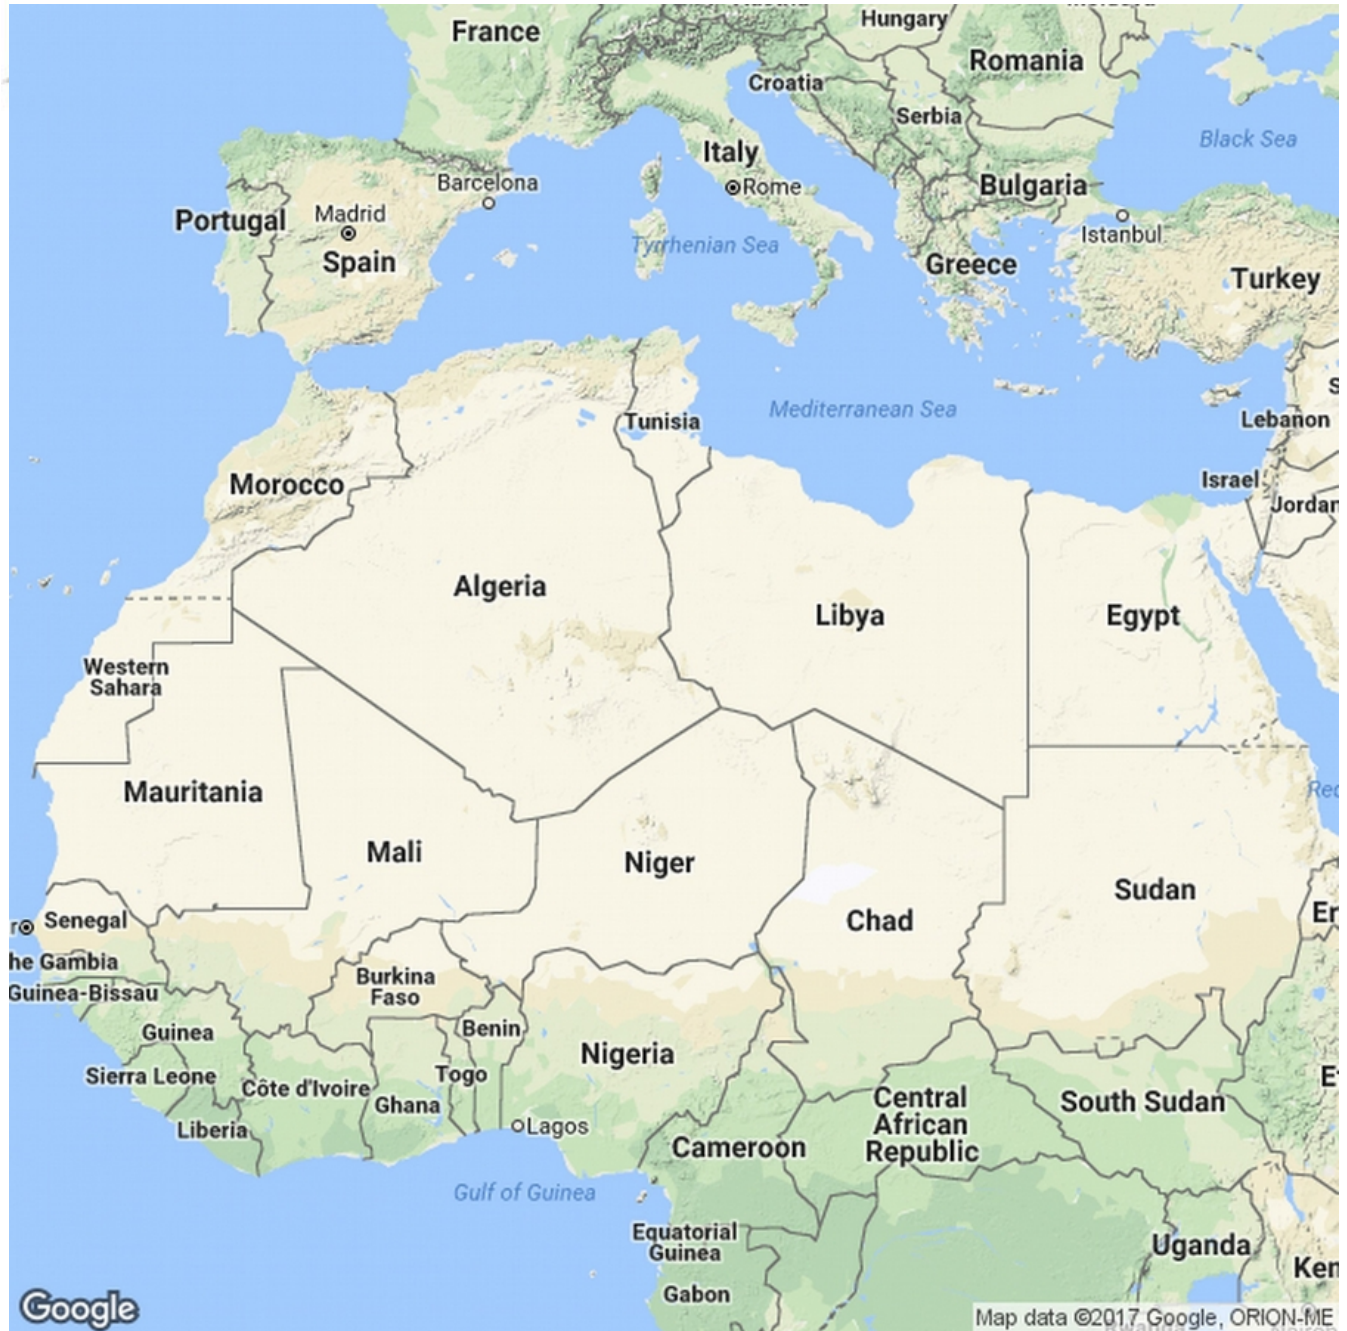 France
Hungary
Romania
Croatia
Serbia
Black Sea
Italy
Rome
Barcelona
Bulgaria
Portugal
Madrid
Spain
Istanbul
Tyrrhenian Sea
Greece
Turkey
Mediterranean Sea
Tunisia
Lebanon
Morocco
Israel
Jordan
Algeria
Libya
Egypt
Western
Sahara
Mauritania
Mali
Niger
Sudan
Chad
Senegal
he Gambia
Burkina
Faso
Guinea-Bissau
Guinea
Benin
Nigeria
Sierra Leone
Côte d'Ivoire
Togo
Ghana
Central
African
Republic
South Sudan
Liberia
Lagos
Cameroon
Gulf of Guinea
Equatorial
Guinea
Uganda
Ken
Gabon
Google
Map data ©2017 Google, ORION-ME